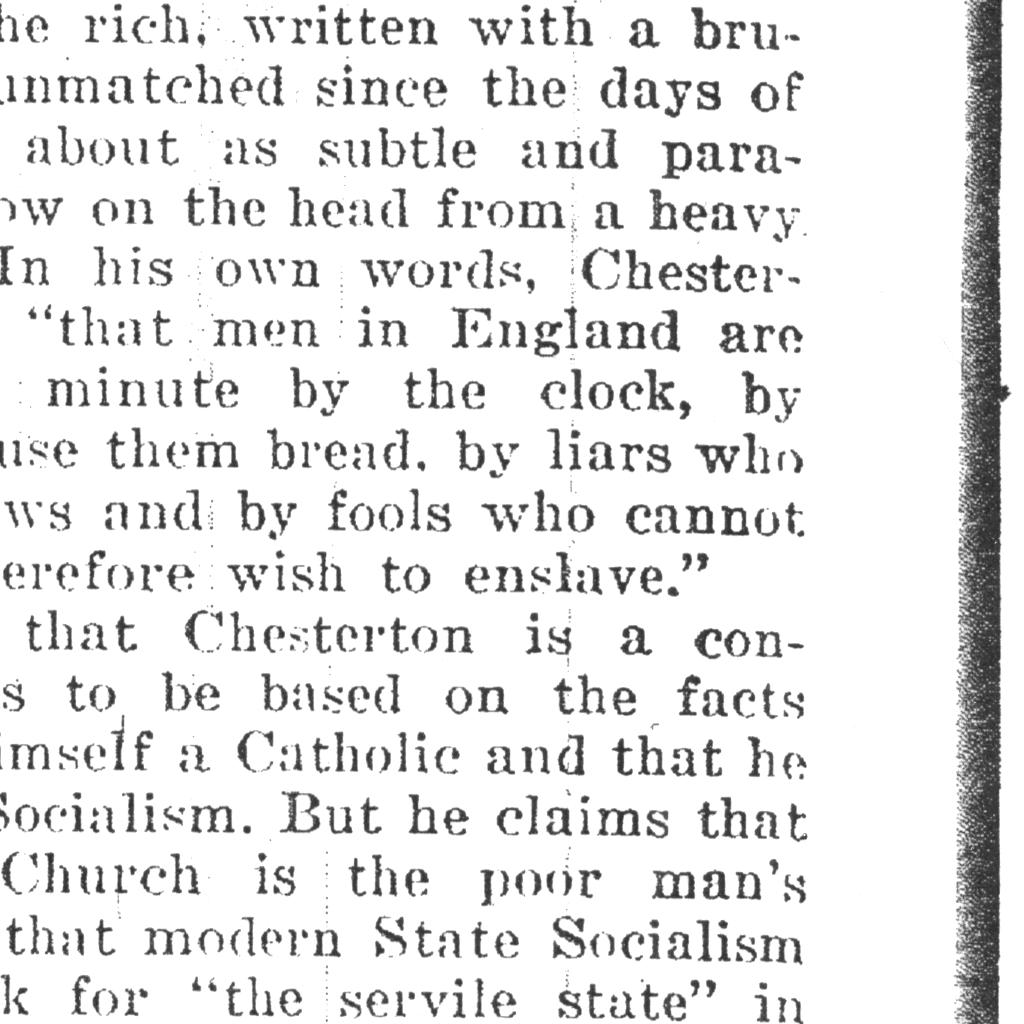 he rich, written with a bru-
unmatched since the days of
about as subtle and para-
ow on the head from a heavy
In his own words, Chester-
"that men in England are
minute by the clock, by
use them bread, by liars who
ws and by fools who cannot
erefore wish to enslave."
that Chesterton is a con-
s to be based on the facts
imself a Catholic and that he
Socialism. But he claims that
Church is the poor man's
that modern State Socialism
k for "the servile state" in